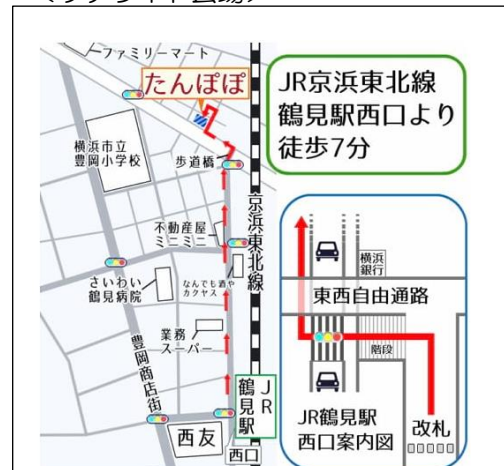 ファミリーマート
たんぽぽ
JR京浜東北線
鶴見駅西口より
徒歩7分
横浜市立
豊岡小学校
歩道橋
京浜東北線
不動産屋
ミニミニ
さいわい
鶴見病院
なんでも酒や
カクヤス
業務
スーパー
豊岡商店街
JR
鶴見駅
西友
西口
横浜
銀行
東西自由通路
階段
JR鶴見駅
西口案内図
改札